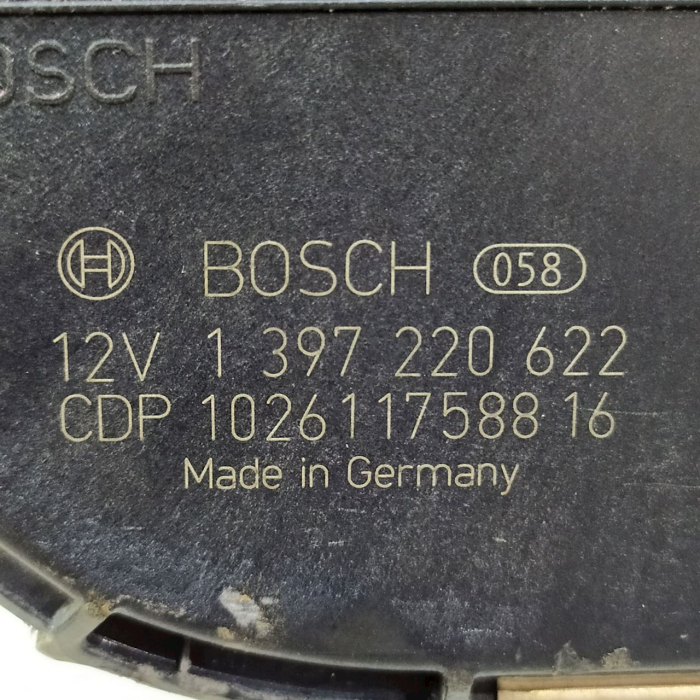 OSCH
BOSCH 058
12V 1 397 220 622
CDP 1026117588 16
Made in Germany